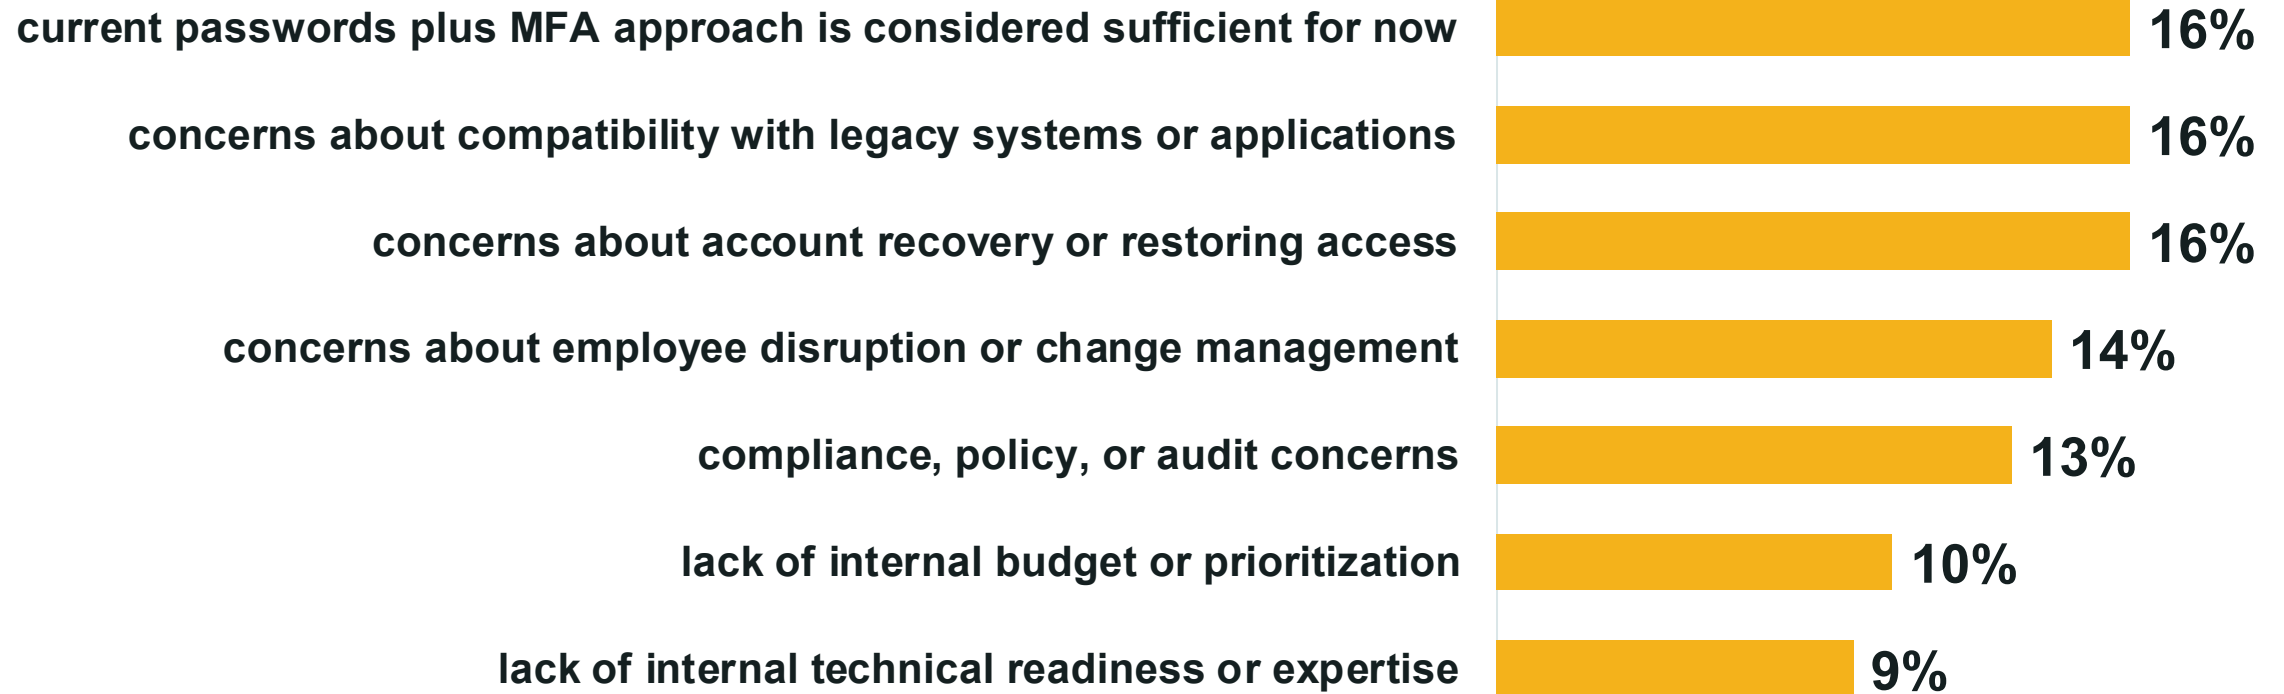 current passwords plus MFA approach is considered sufficient for now 16%
concerns about compatibility with legacy systems or applications 16%
concerns about account recovery or restoring access 16%
concerns about employee disruption or change management 14%
compliance, policy, or audit concerns 13%
lack of internal budget or prioritization 10%
lack of internal technical readiness or expertise 9%